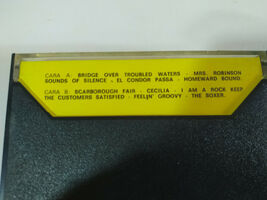 CARA A: BRIDGE OVER TROUBLED WATERS - MRS. ROBINSON
SOUNDS OF SILENCE - EL CONDOR PASSA - HOMEWARD BOUND.
CARA B: SCARBOROUGH FAIR - CECILIA - I AM A ROCK KEEP
THE CUSTOMERS SATISFIED - FEELIN' GROOVY - THE BOXER.